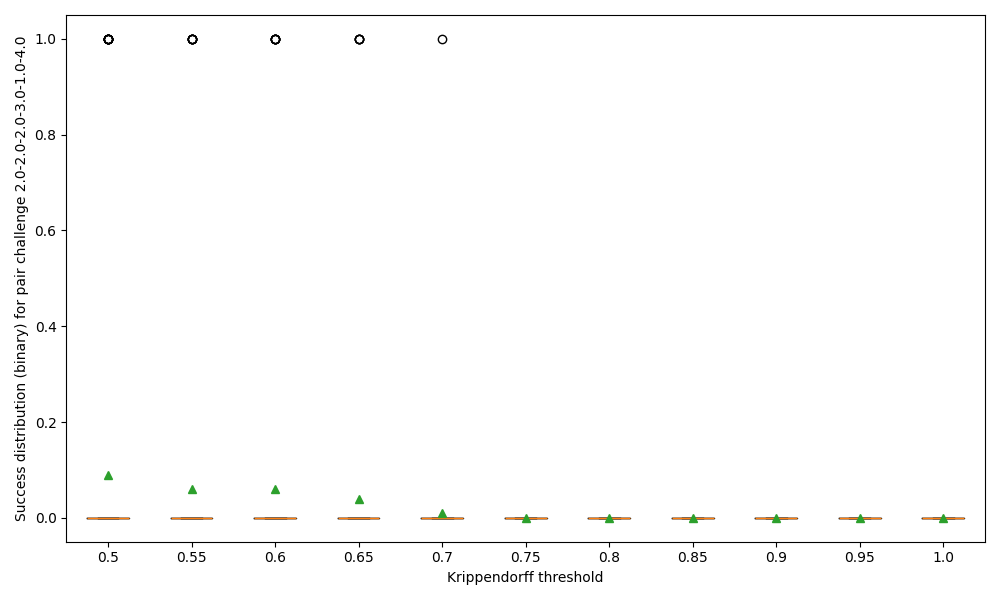 Success distribution (binary) for pair challenge 2.0-2.0-2.0-3.0-1.0-4.0
1.0
0.8
0.6
0.4
0.2
0.0
0.5 0.55 0.6 0.65 0.7 0.75 0.8 0.85 0.9 0.95 1.0
Krippendorff threshold